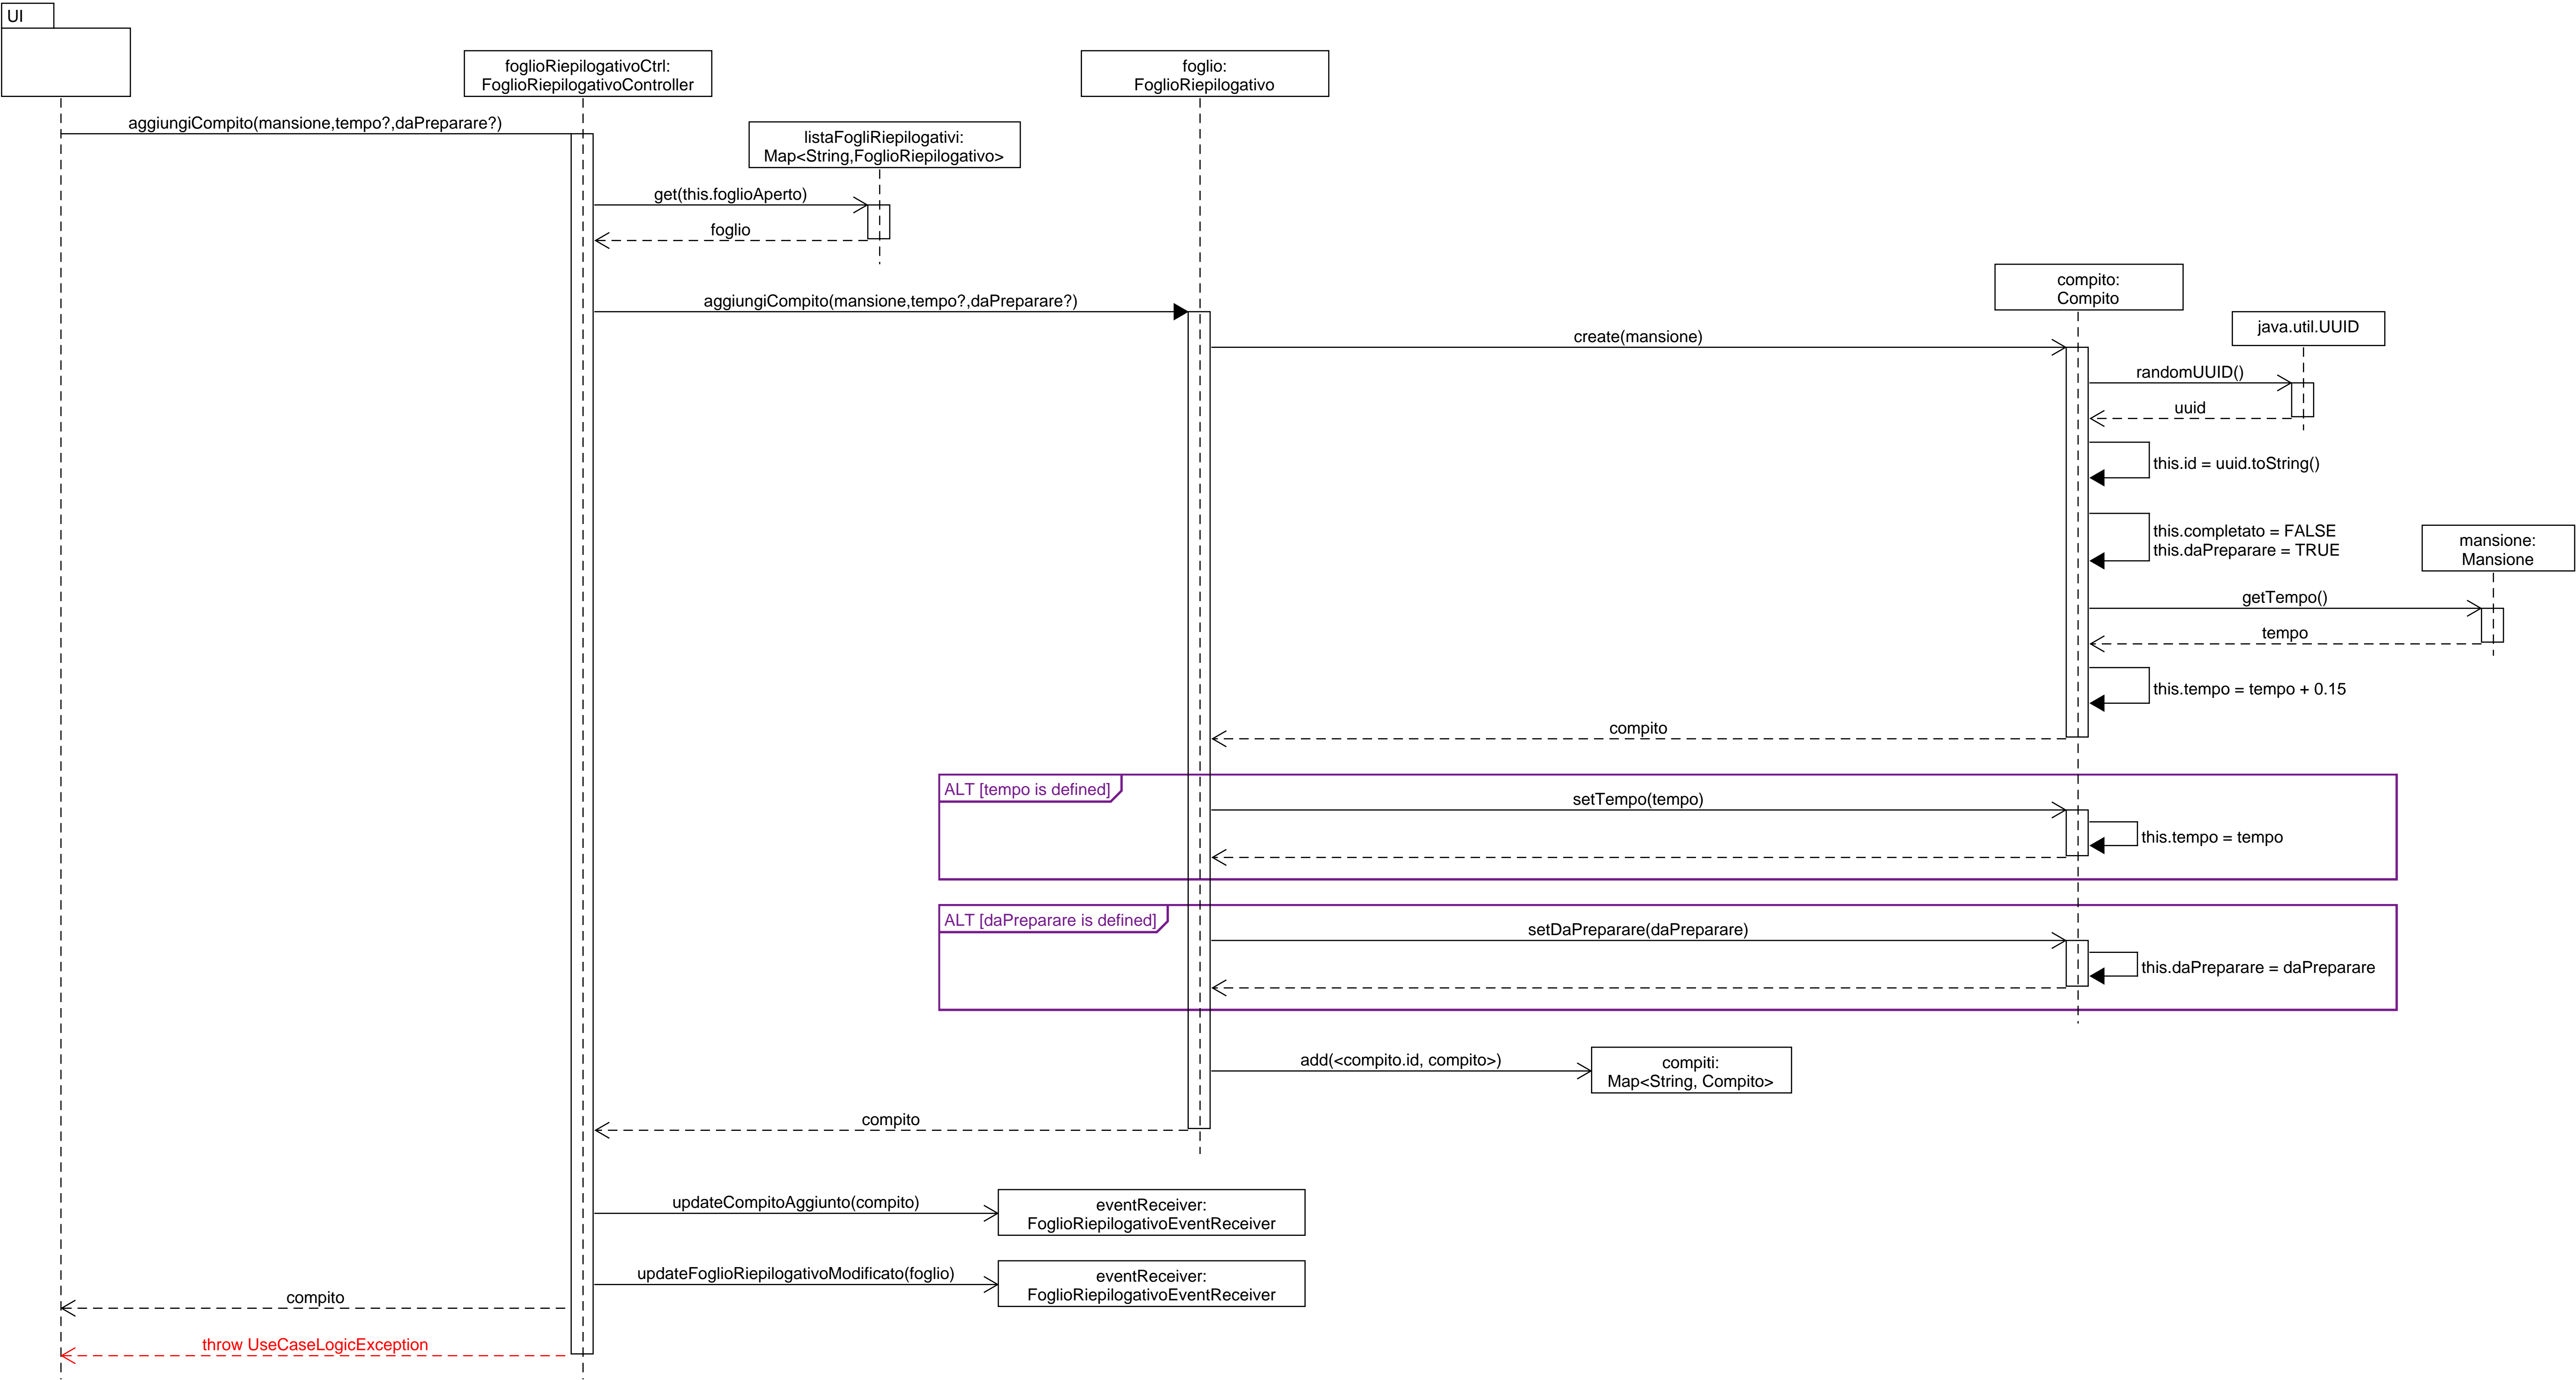 UI
foglioRiepilogativoCtrl:
FoglioRiepilogativoController
foglio:
FoglioRiepilogativo
aggiungiCompito(mansione,tempo?,daPreparare?)
listaFogliRiepilogativi:
Map<String,FoglioRiepilogativo>
get(this.foglioAperto)
foglio
aggiungiCompito(mansione,tempo?,daPreparare?)
compito:
Compito
java.util.UUID
create(mansione)
randomUUID()
uuid
this.id = uuid.toString()
this.completato = FALSE
this.daPreparare = TRUE
mansione:
Mansione
getTempo()
tempo
this.tempo = tempo + 0.15
compito
ALT [tempo is defined]
setTempo(tempo)
this.tempo = tempo
ALT [daPreparare is defined]
setDaPreparare(daPreparare)
this.daPreparare = daPreparare
add(<compito.id, compito>)
compiti:
Map<String, Compito>
compito
updateCompitoAggiunto(compito)
eventReceiver:
FoglioRiepilogativoEventReceiver
updateFoglioRiepilogativoModificato(foglio)
eventReceiver:
FoglioRiepilogativoEventReceiver
compito
throw UseCaseLogicException